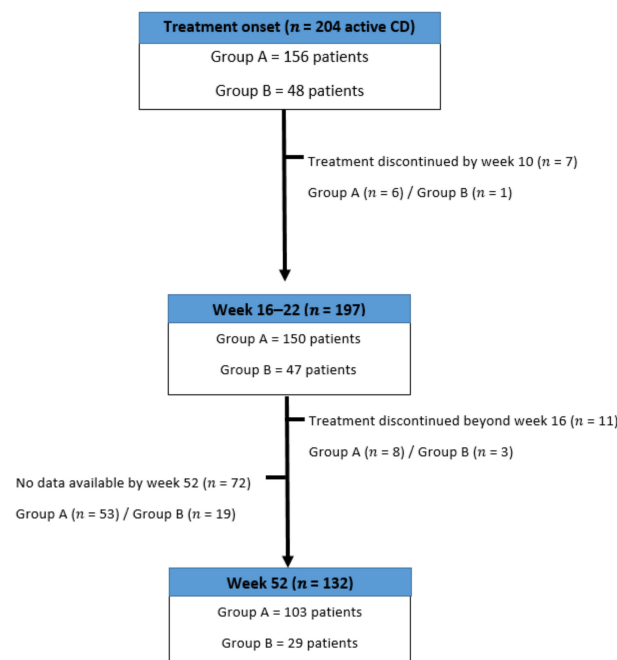 Treatment onset (n = 204 active CD)
Group A = 156 patients
Group B = 48 patients
Treatment discontinued by week 10 (n = 7)
Group A (n = 6) / Group B (n = 1)
Week 16–22 (n = 197)
Group A = 150 patients
Group B = 47 patients
Treatment discontinued beyond week 16 (n = 11)
Group A (n = 8) / Group B (n = 3)
No data available by week 52 (n = 72)
Group A (n = 53) / Group B (n = 19)
Week 52 (n = 132)
Group A = 103 patients
Group B = 29 patients